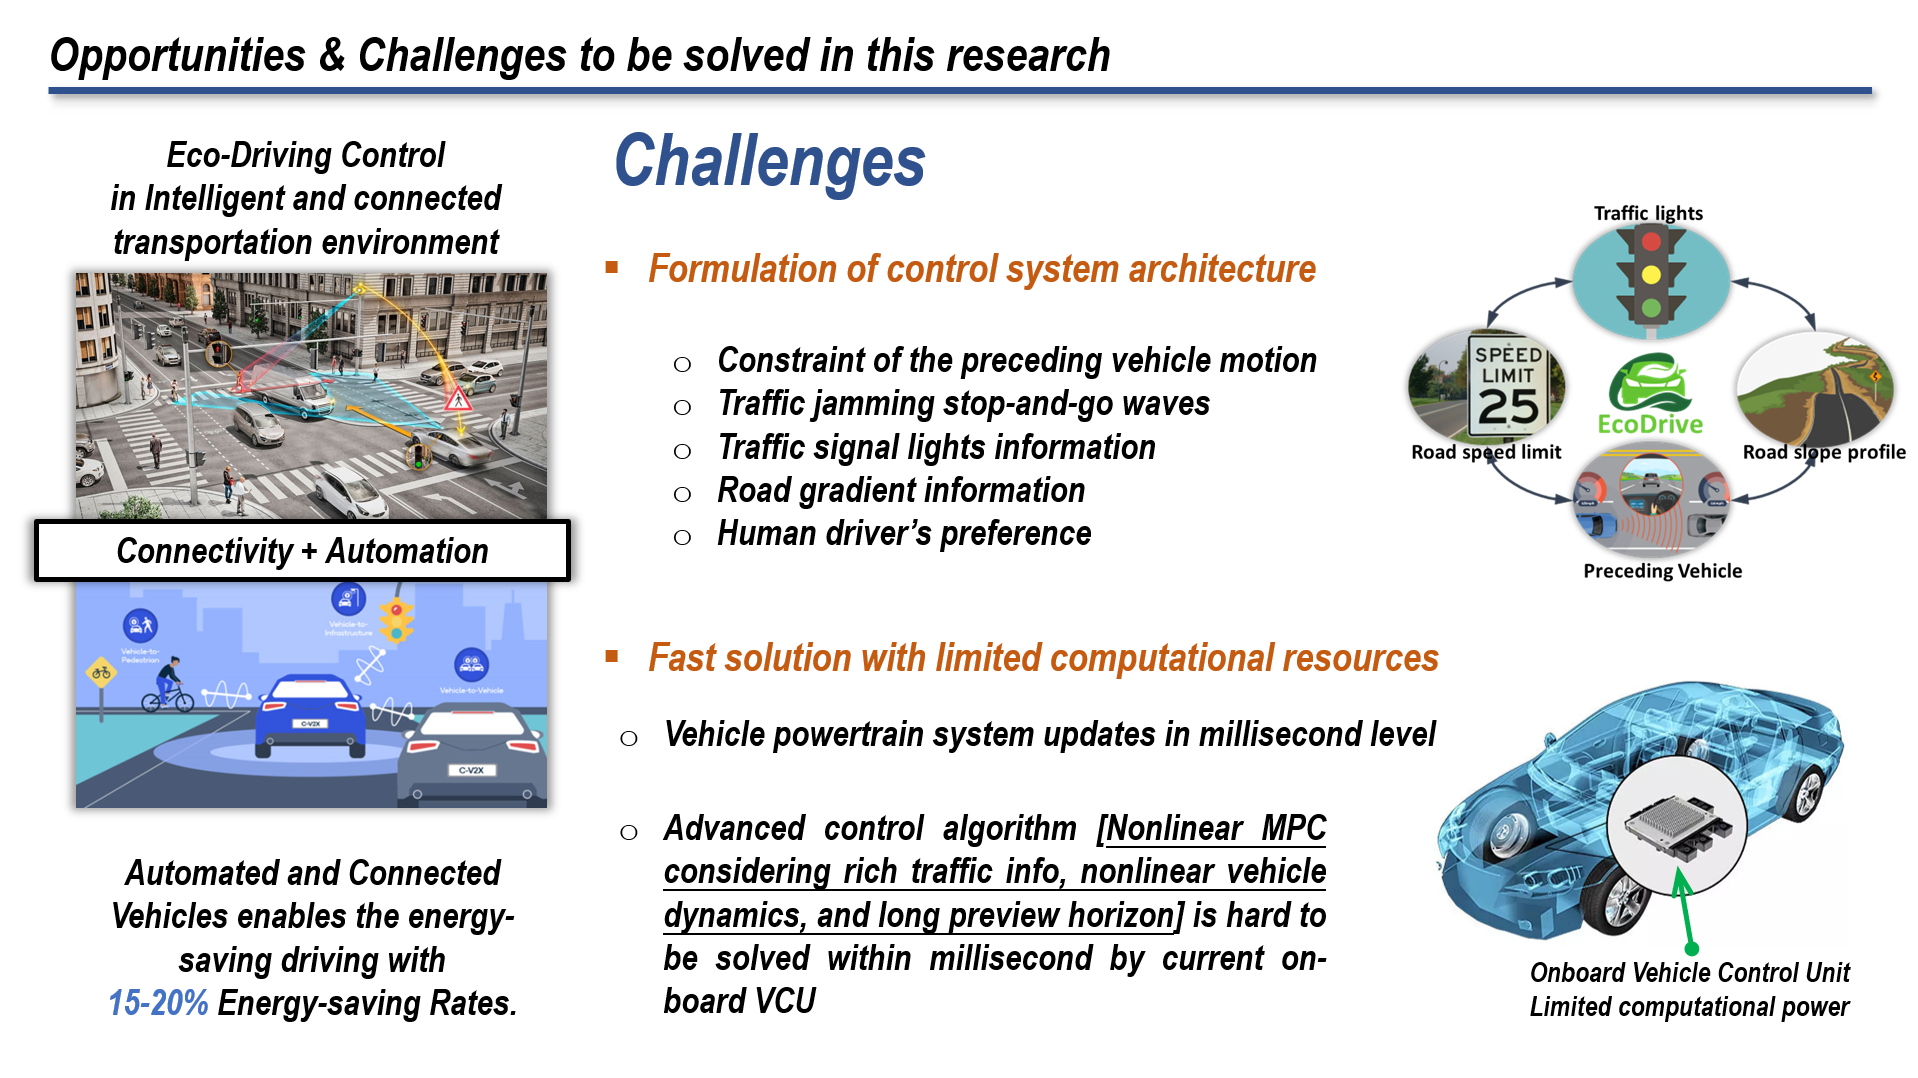 Opportunities & Challenges to be solved in this research
Eco-Driving Control
in Intelligent and connected
transportation environment
Connectivity + Automation
Vehicle-to-
Pedestrian
Vehicle-to-
Infrastructure
Vehicle-to-Vehicle
C-V2X
C-V2X
Automated and Connected
Vehicles enables the energy-
saving driving with
15-20% Energy-saving Rates.
Challenges
▪ Formulation of control system architecture
o Constraint of the preceding vehicle motion
o Traffic jamming stop-and-go waves
o Traffic signal lights information
o Road gradient information
o Human driver’s preference
▪ Fast solution with limited computational resources
o Vehicle powertrain system updates in millisecond level
o Advanced control algorithm [Nonlinear MPC
considering rich traffic info, nonlinear vehicle
dynamics, and long preview horizon] is hard to
be solved within millisecond by current on-
board VCU
Traffic lights
SPEED
LIMIT
25
Road speed limit
EcoDrive
Road slope profile
Preceding Vehicle
Onboard Vehicle Control Unit
Limited computational power